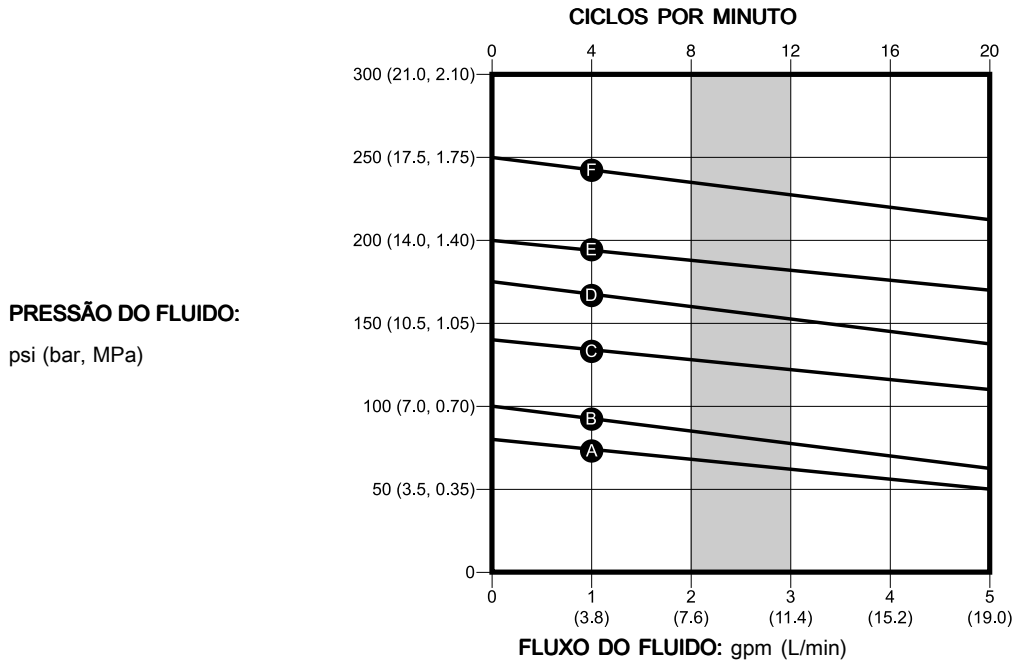 CICLOS POR MINUTO
0 4 8 12 16 20
300 (21.0, 2.10)
250 (17.5, 1.75)
F
200 (14.0, 1.40)
E
D
PRESSÃO DO FLUIDO:
150 (10.5, 1.05)
psi (bar, MPa)
C
100 (7.0, 0.70)
B
A
50 (3.5, 0.35)
0
0 1 2 3 4 5
(3.8) (7.6) (11.4) (15.2) (19.0)
FLUXO DO FLUIDO: gpm (L/min)